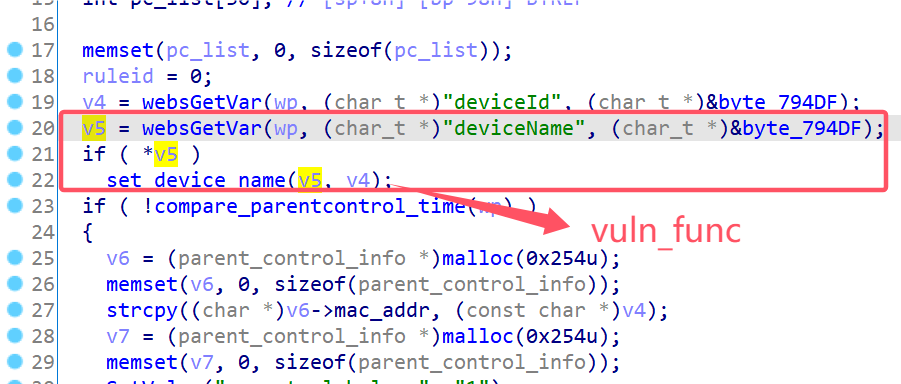 int pc_list[36]; // [sp+8h] [bp-98h] BYREF
16
17 memset(pc_list, 0, sizeof(pc_list));
18 ruleid = 0;
19 v4 = websGetVar(wp, (char_t *)"deviceId", (char_t *)&byte_794DF);
20 v5 = websGetVar(wp, (char_t *)"deviceName", (char_t *)&byte_794DF);
21 if ( *v5 )
22 set_device_name(v5, v4);
23 if ( !compare_parentcontrol_time(wp) )
vuln_func
24 {
25 v6 = (parent_control_info *)malloc(0x254u);
26 memset(v6, 0, sizeof(parent_control_info));
27 strcpy((char *)v6->mac_addr, (const char *)v4);
28 v7 = (parent_control_info *)malloc(0x254u);
29 memset(v7, 0, sizeof(parent_control_info));